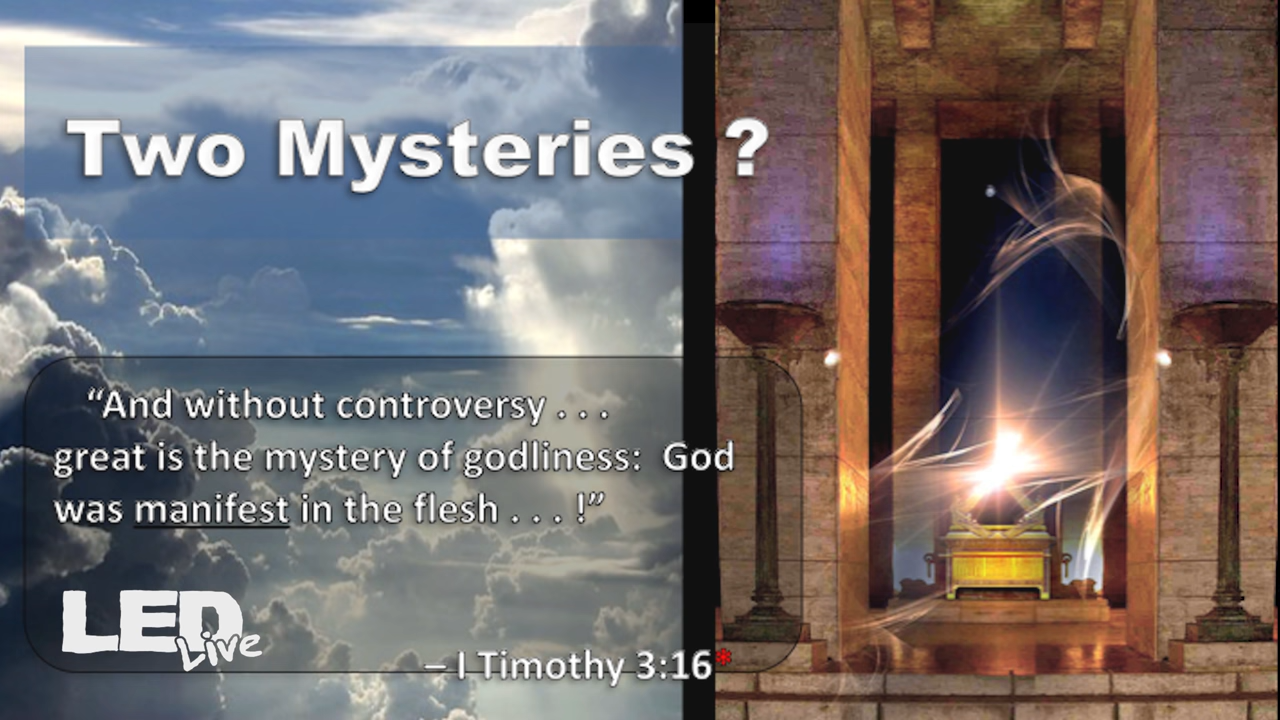 Two Mysteries ?
“And without controversy . . .
great is the mystery of godliness:  God
was manifest in the flesh . . . !”
LED
Live
– I Timothy 3:16*